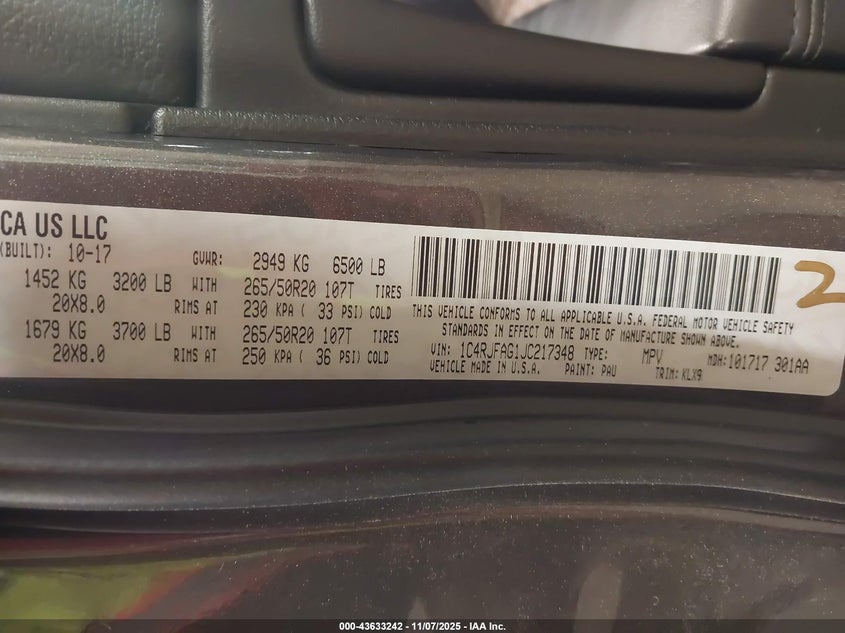 CA US LLC
(BUILT): 10-17 GVWR: 2949 KG 6500 LB
1452 KG 3200 LB WITH 265/50R20 107T TIRES
20X8.0 RIMS AT 230 KPA ( 33 PSI) COLD
1679 KG 3700 LB WITH 265/50R20 107T TIRES
20X8.0 RIMS AT 250 KPA ( 36 PSI) COLD
2
THIS VEHICLE CONFORMS TO ALL APPLICABLE U.S.A. FEDERAL MOTOR VEHICLE SAFETY
STANDARDS IN EFFECT ON THE DATE OF MANUFACTURE SHOWN ABOVE.
VIN: 1C4RJFAG1JC217348 TYPE: MPV MDH:101717 301AA
VEHICLE MADE IN U.S.A. PAINT: PAU TRIM: KLX9
000-43633242 - 11/07/2025 - IAA Inc.